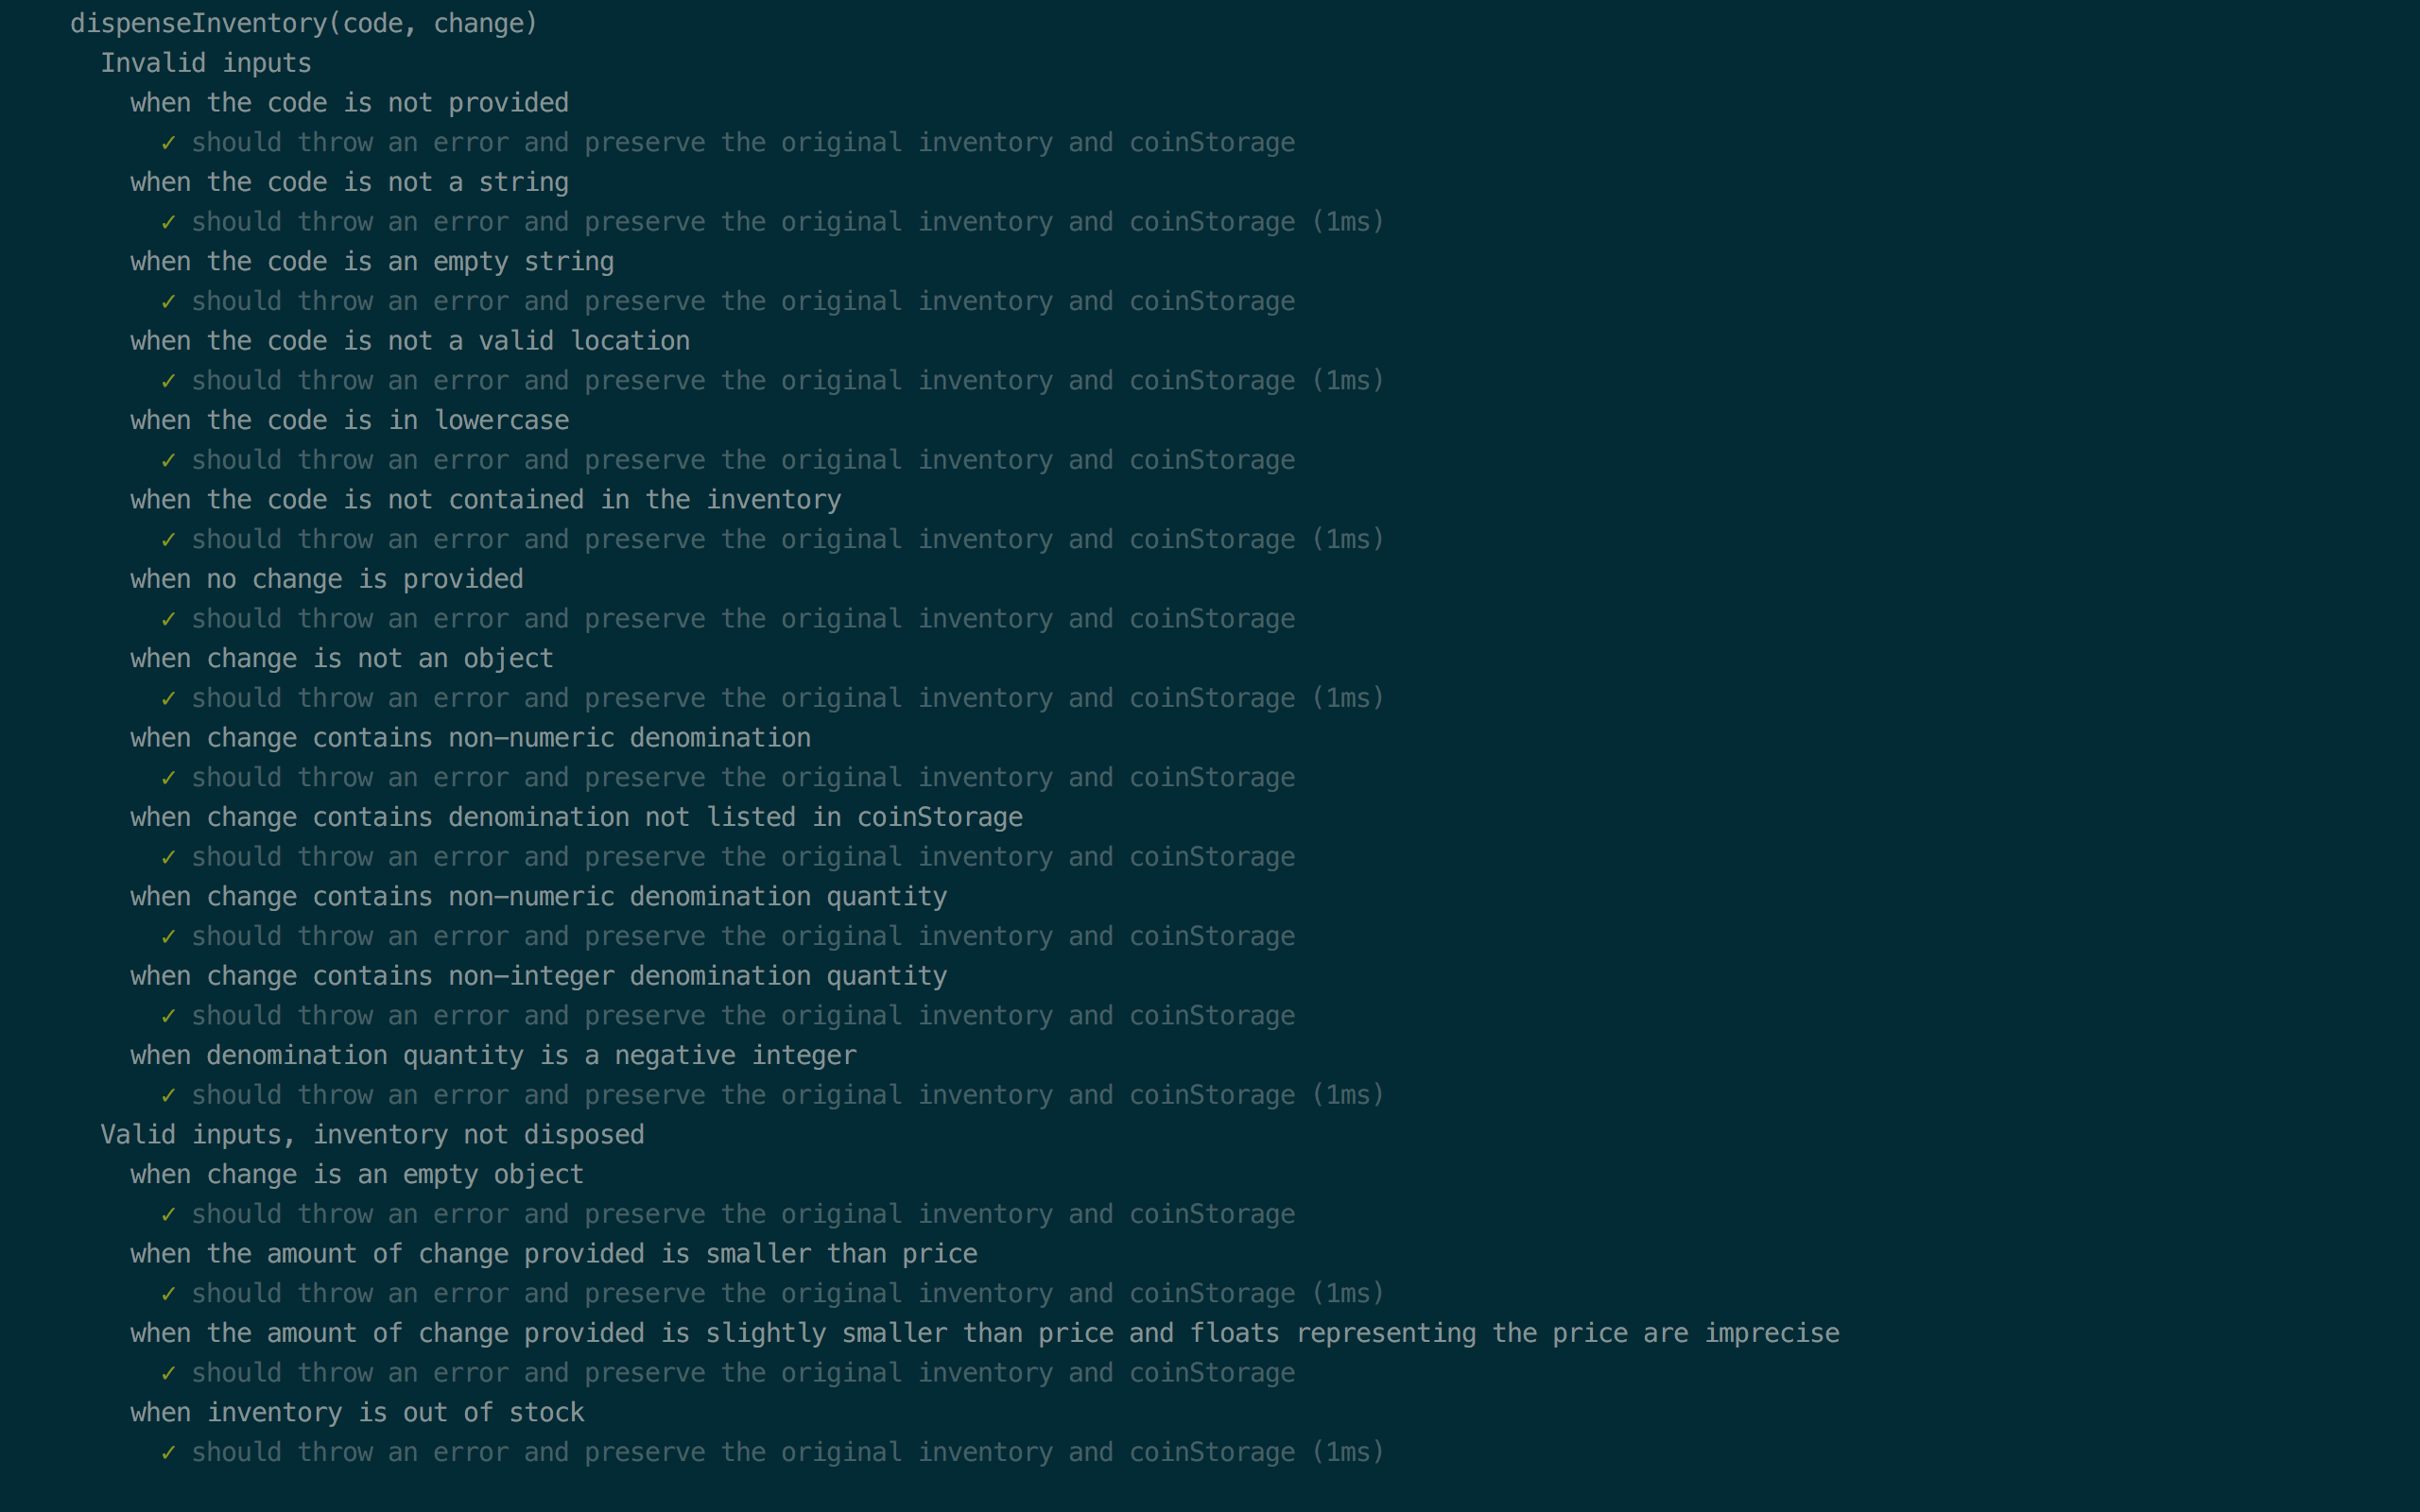 dispenseInventory(code, change)
Invalid inputs
when the code is not provided
✓ should throw an error and preserve the original inventory and coinStorage
when the code is not a string
✓ should throw an error and preserve the original inventory and coinStorage (1ms)
when the code is an empty string
✓ should throw an error and preserve the original inventory and coinStorage
when the code is not a valid location
✓ should throw an error and preserve the original inventory and coinStorage (1ms)
when the code is in lowercase
✓ should throw an error and preserve the original inventory and coinStorage
when the code is not contained in the inventory
✓ should throw an error and preserve the original inventory and coinStorage (1ms)
when no change is provided
✓ should throw an error and preserve the original inventory and coinStorage
when change is not an object
✓ should throw an error and preserve the original inventory and coinStorage (1ms)
when change contains non-numeric denomination
✓ should throw an error and preserve the original inventory and coinStorage
when change contains denomination not listed in coinStorage
✓ should throw an error and preserve the original inventory and coinStorage
when change contains non-numeric denomination quantity
✓ should throw an error and preserve the original inventory and coinStorage
when change contains non-integer denomination quantity
✓ should throw an error and preserve the original inventory and coinStorage
when denomination quantity is a negative integer
✓ should throw an error and preserve the original inventory and coinStorage (1ms)
Valid inputs, inventory not disposed
when change is an empty object
✓ should throw an error and preserve the original inventory and coinStorage
when the amount of change provided is smaller than price
✓ should throw an error and preserve the original inventory and coinStorage (1ms)
when the amount of change provided is slightly smaller than price and floats representing the price are imprecise
✓ should throw an error and preserve the original inventory and coinStorage
when inventory is out of stock
✓ should throw an error and preserve the original inventory and coinStorage (1ms)